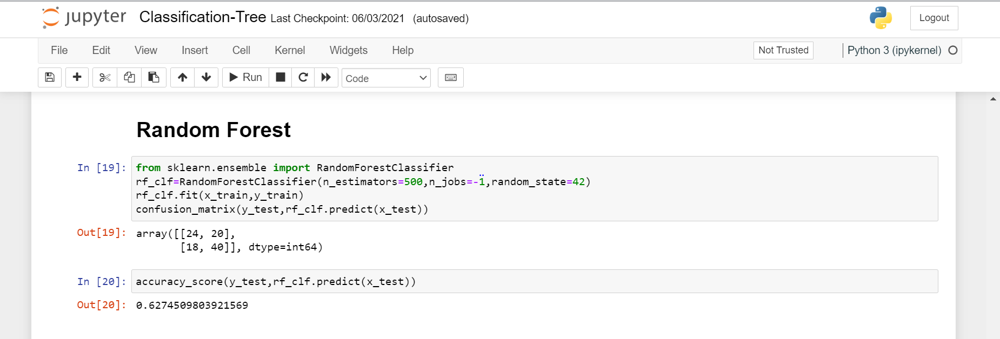 jupyter Classification-Tree Last Checkpoint: 06/03/2021 (autosaved) Logout
File Edit View Insert Cell Kernel Widgets Help Not Trusted Python 3 (ipykernel)
Run Code
Random Forest
In [19]: from sklearn.ensemble import RandomForestClassifier
rf_clf=RandomForestClassifier(n_estimators=500,n_jobs=-1,random_state=42)
rf_clf.fit(x_train,y_train)
confusion_matrix(y_test,rf_clf.predict(x_test))
Out[19]: array([[24, 20],
[18, 40]], dtype=int64)
In [20]: accuracy_score(y_test,rf_clf.predict(x_test))
Out[20]: 0.6274509803921569